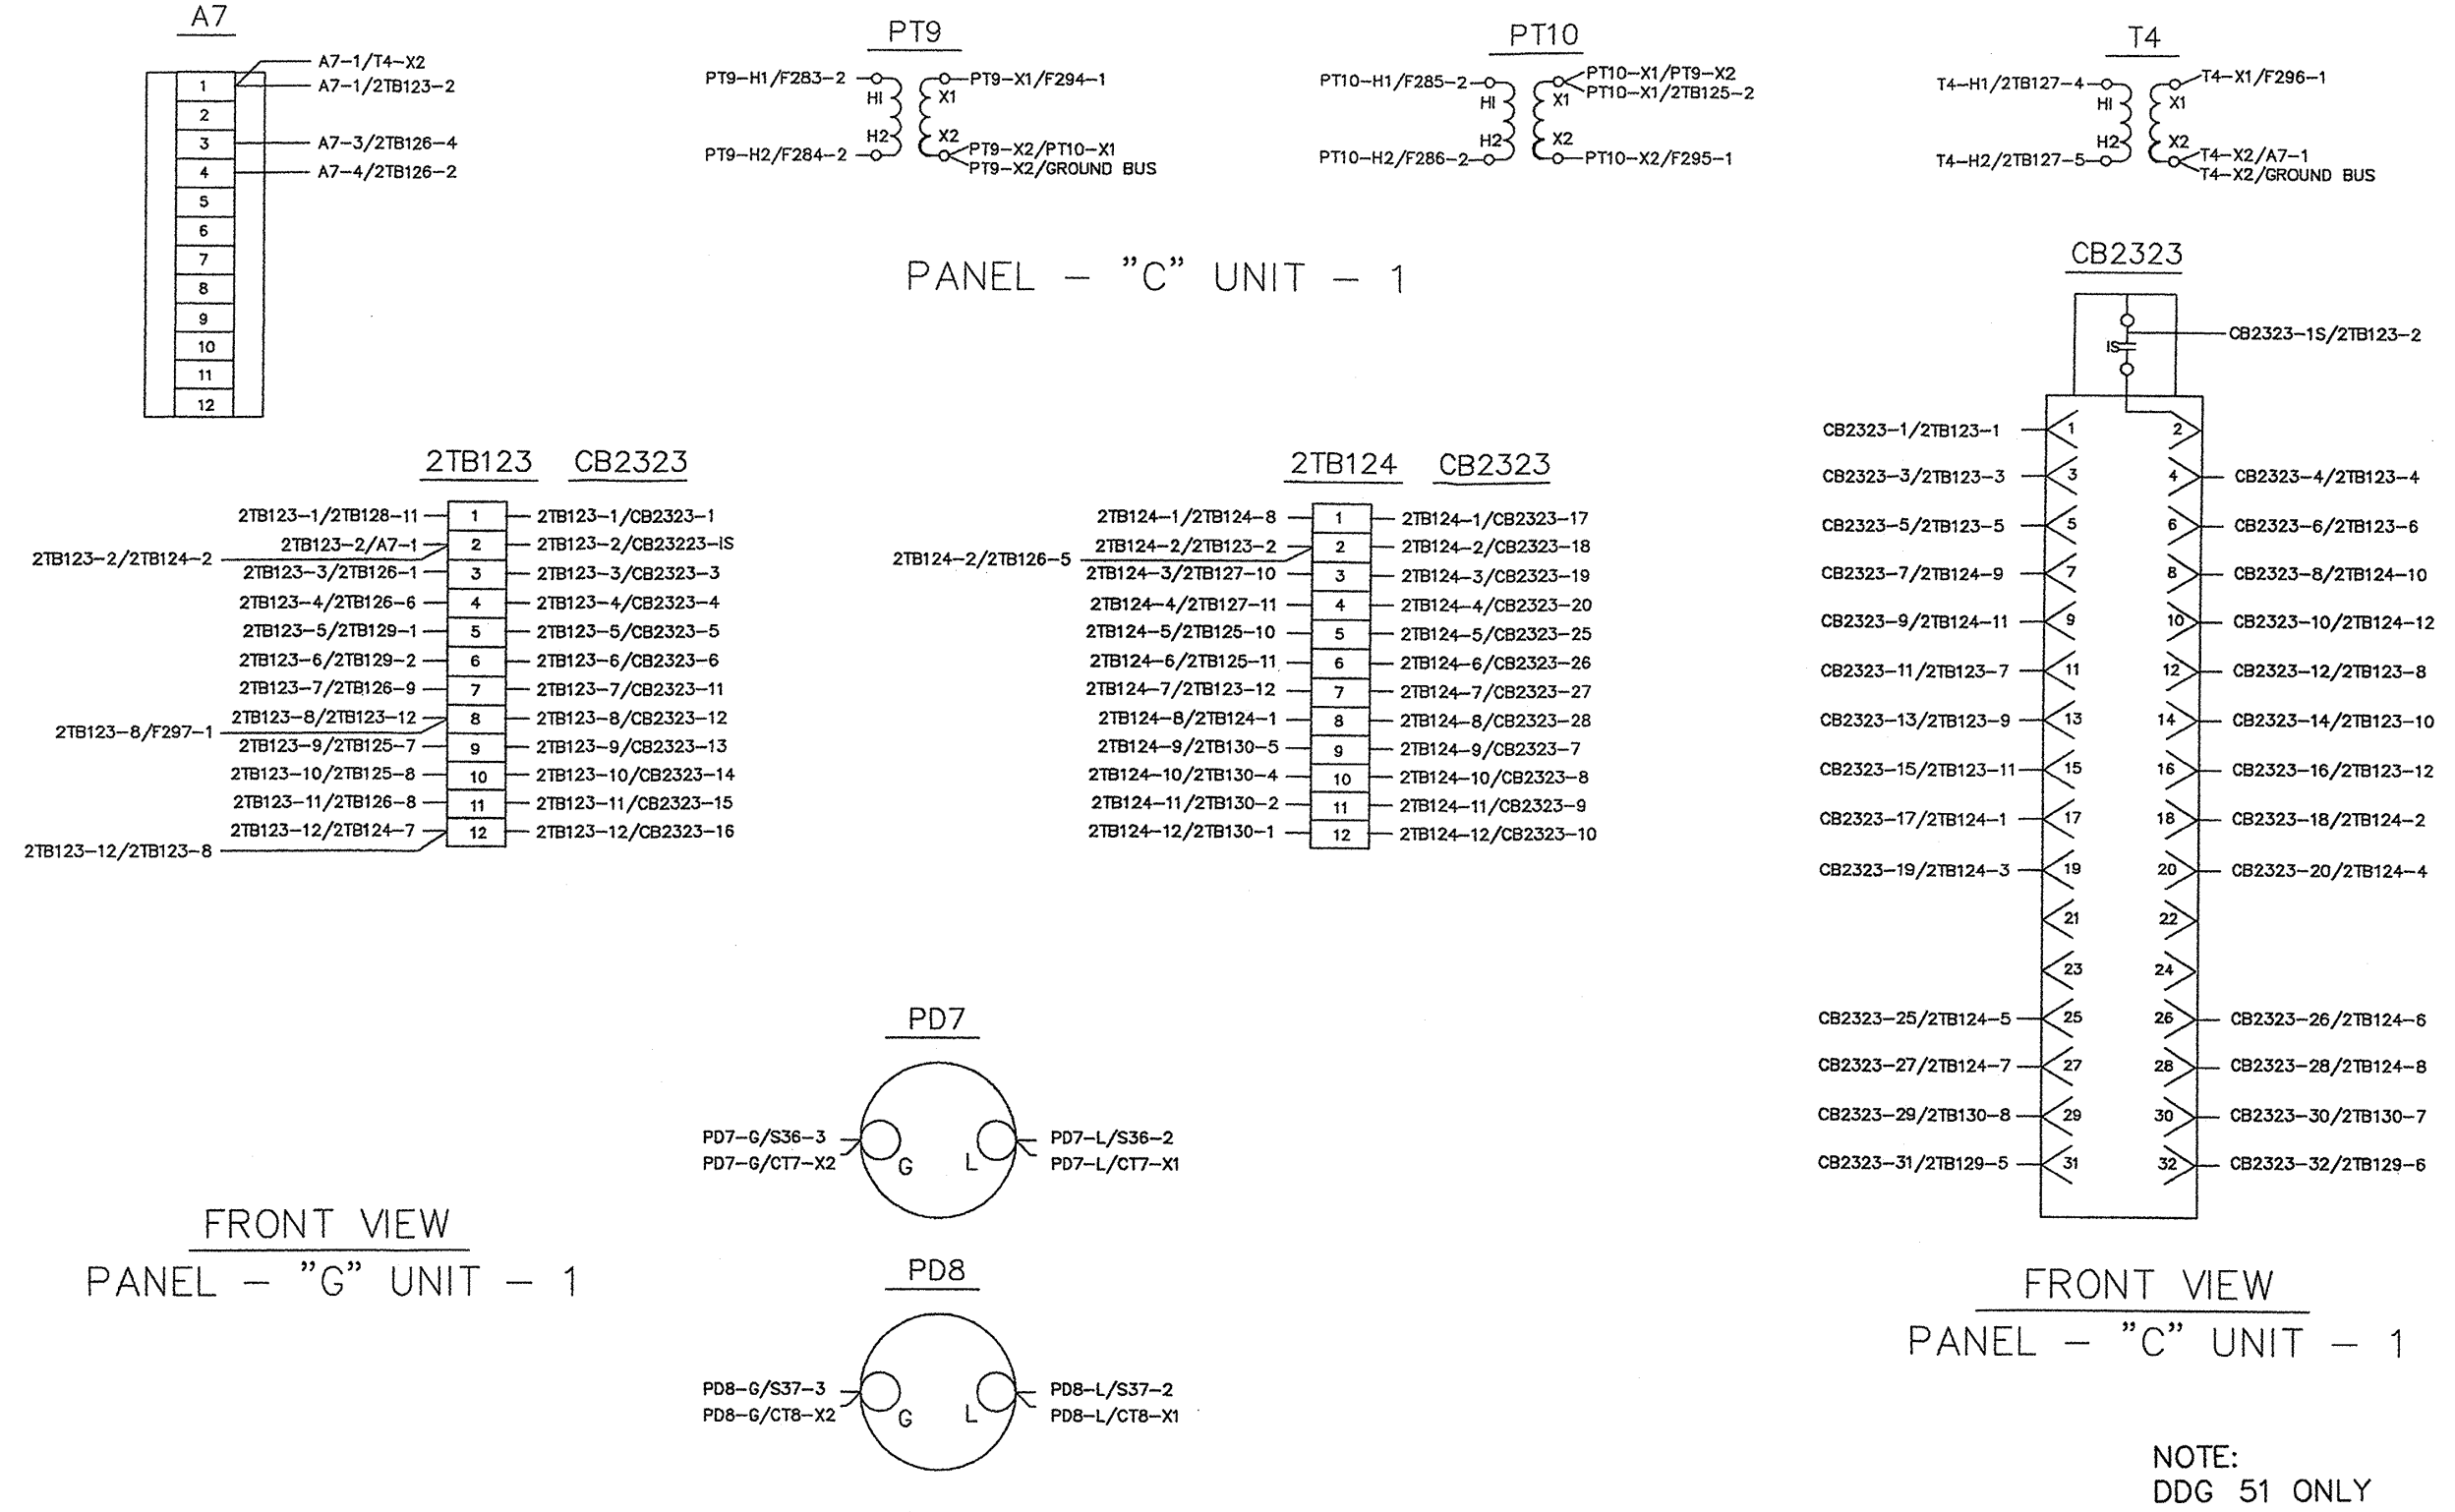 A7
A7-1/T4-X2
A7-1/2TB123-2
A7-3/2TB126-4
A7-4/2TB126-2
1
2
3
4
5
6
7
8
9
10
11
12
PT9
PT9-H1/F283-2
H1
X1
PT9-X1/F294-1
PT9-H2/F284-2
H2
X2
PT9-X2/PT10-X1
PT9-X2/GROUND BUS
PT10
PT10-H1/F285-2
H1
X1
PT10-X1/PT9-X2
PT10-X1/2TB125-2
PT10-H2/F286-2
H2
X2
PT10-X2/F295-1
T4
T4-H1/2TB127-4
H1
X1
T4-X1/F296-1
T4-H2/2TB127-5
H2
X2
T4-X2/A7-1
T4-X2/GROUND BUS
PANEL - "C" UNIT - 1
2TB123 CB2323
2TB123-1/2TB128-11 1 2TB123-1/CB2323-1
2TB123-2/A7-1 2 2TB123-2/CB23223-IS
2TB123-2/2TB124-2
2TB123-3/2TB126-1 3 2TB123-3/CB2323-3
2TB123-4/2TB126-6 4 2TB123-4/CB2323-4
2TB123-5/2TB129-1 5 2TB123-5/CB2323-5
2TB123-6/2TB129-2 6 2TB123-6/CB2323-6
2TB123-7/2TB126-9 7 2TB123-7/CB2323-11
2TB123-8/2TB123-12 8 2TB123-8/CB2323-12
2TB123-8/F297-1
2TB123-9/2TB125-7 9 2TB123-9/CB2323-13
2TB123-10/2TB125-8 10 2TB123-10/CB2323-14
2TB123-11/2TB126-8 11 2TB123-11/CB2323-15
2TB123-12/2TB124-7 12 2TB123-12/CB2323-16
2TB123-12/2TB123-8
2TB124 CB2323
2TB124-1/2TB124-8 1 2TB124-1/CB2323-17
2TB124-2/2TB123-2 2 2TB124-2/CB2323-18
2TB124-2/2TB126-5
2TB124-3/2TB127-10 3 2TB124-3/CB2323-19
2TB124-4/2TB127-11 4 2TB124-4/CB2323-20
2TB124-5/2TB125-10 5 2TB124-5/CB2323-25
2TB124-6/2TB125-11 6 2TB124-6/CB2323-26
2TB124-7/2TB123-12 7 2TB124-7/CB2323-27
2TB124-8/2TB124-1 8 2TB124-8/CB2323-28
2TB124-9/2TB130-5 9 2TB124-9/CB2323-7
2TB124-10/2TB130-4 10 2TB124-10/CB2323-8
2TB124-11/2TB130-2 11 2TB124-11/CB2323-9
2TB124-12/2TB130-1 12 2TB124-12/CB2323-10
CB2323
IS
CB2323-1S/2TB123-2
CB2323-1/2TB123-1 1 2
CB2323-3/2TB123-3 3 4 CB2323-4/2TB123-4
CB2323-5/2TB123-5 5 6 CB2323-6/2TB123-6
CB2323-7/2TB124-9 7 8 CB2323-8/2TB124-10
CB2323-9/2TB124-11 9 10 CB2323-10/2TB124-12
CB2323-11/2TB123-7 11 12 CB2323-12/2TB123-8
CB2323-13/2TB123-9 13 14 CB2323-14/2TB123-10
CB2323-15/2TB123-11 15 16 CB2323-16/2TB123-12
CB2323-17/2TB124-1 17 18 CB2323-18/2TB124-2
CB2323-19/2TB124-3 19 20 CB2323-20/2TB124-4
21 22
23 24
CB2323-25/2TB124-5 25 26 CB2323-26/2TB124-6
CB2323-27/2TB124-7 27 28 CB2323-28/2TB124-8
CB2323-29/2TB130-8 29 30 CB2323-30/2TB130-7
CB2323-31/2TB129-5 31 32 CB2323-32/2TB129-6
PD7
PD7-G/S36-3
PD7-G/CT7-X2
G
L
PD7-L/S36-2
PD7-L/CT7-X1
PD8
PD8-G/S37-3
PD8-G/CT8-X2
G
L
PD8-L/S37-2
PD8-L/CT8-X1
FRONT VIEW
PANEL - "G" UNIT - 1
FRONT VIEW
PANEL - "C" UNIT - 1
NOTE:
DDG 51 ONLY